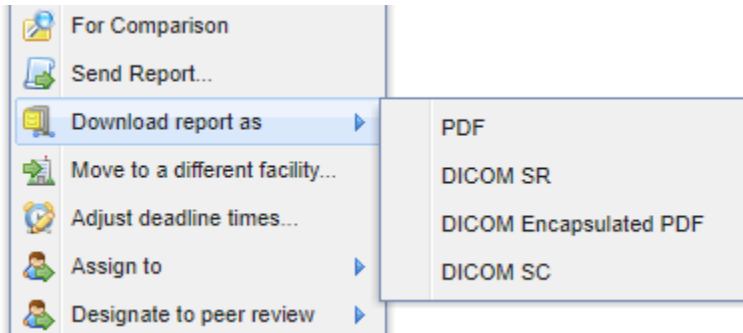 For Comparison
Send Report...
Download report as
PDF
DICOM SR
DICOM Encapsulated PDF
DICOM SC
Move to a different facility...
Adjust deadline times...
Assign to
Designate to peer review